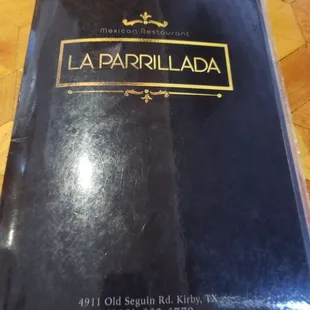 Mexican Restaurant
LA PARRILLADA
4911 Old Seguin Rd. Kirby, TX